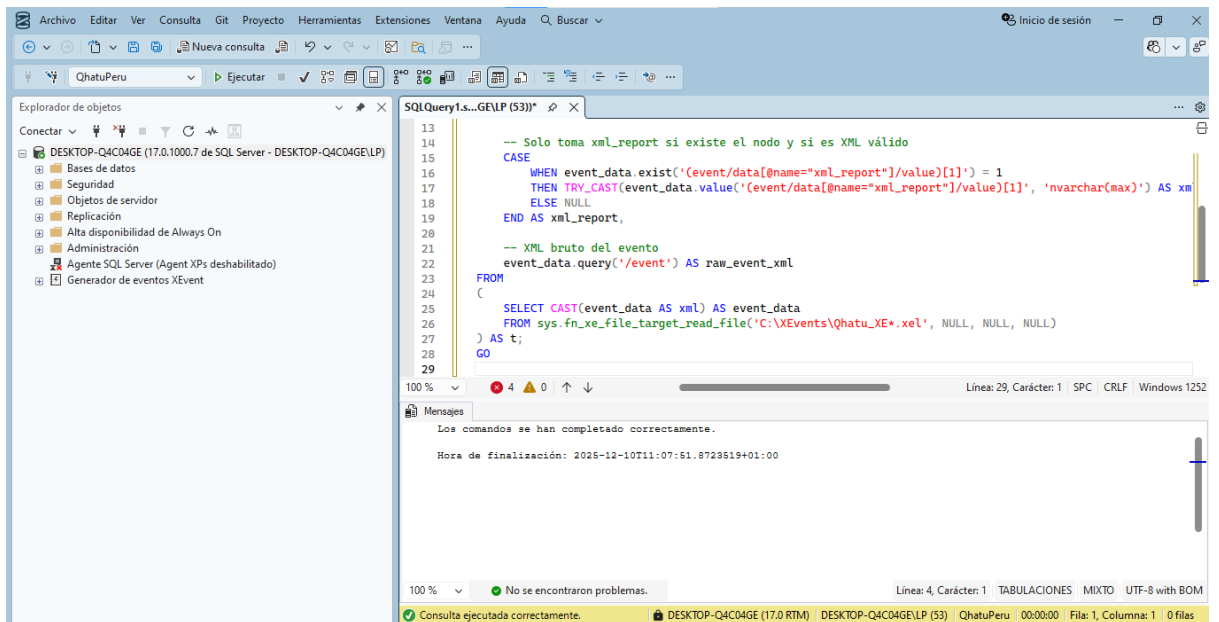 Archivo Editar Ver Consulta Git Proyecto Herramientas Extensiones Ventana Ayuda Buscar Inicio de sesión
Nueva consulta
QhatuPeru Ejecutar
Explorador de objetos
Conectar
DESKTOP-Q4C04GE (17.0.1000.7 de SQL Server - DESKTOP-Q4C04GE\LP)
Bases de datos
Seguridad
Objetos de servidor
Replicación
Alta disponibilidad de Always On
Administración
Agente SQL Server (Agent XPs deshabilitado)
Generador de eventos XEvent
SQLQuery1.s...GE\LP (53))*
13
14 -- Solo toma xml_report si existe el nodo y si es XML válido
15 CASE
16 WHEN event_data.exist('(event/data[@name="xml_report"]/value)[1]') = 1
17 THEN TRY_CAST(event_data.value('(event/data[@name="xml_report"]/value)[1]', 'nvarchar(max)') AS xm
18 ELSE NULL
19 END AS xml_report,
20
21 -- XML bruto del evento
22 event_data.query('/event') AS raw_event_xml
23 FROM
24 (
25 SELECT CAST(event_data AS xml) AS event_data
26 FROM sys.fn_xe_file_target_read_file('C:\XEvents\Qhatu_XE*.xel', NULL, NULL, NULL)
27 ) AS t;
28 GO
29
100 % 4 0 Línea: 29, Carácter: 1 SPC CRLF Windows 1252
Mensajes
Los comandos se han completado correctamente.
Hora de finalización: 2025-12-10T11:07:51.8723519+01:00
100 % No se encontraron problemas. Línea: 4, Carácter: 1 TABULACIONES MIXTO UTF-8 with BOM
Consulta ejecutada correctamente. DESKTOP-Q4C04GE (17.0 RTM) DESKTOP-Q4C04GE\LP (53) QhatuPeru 00:00:00 Fila: 1, Columna: 1 0 filas